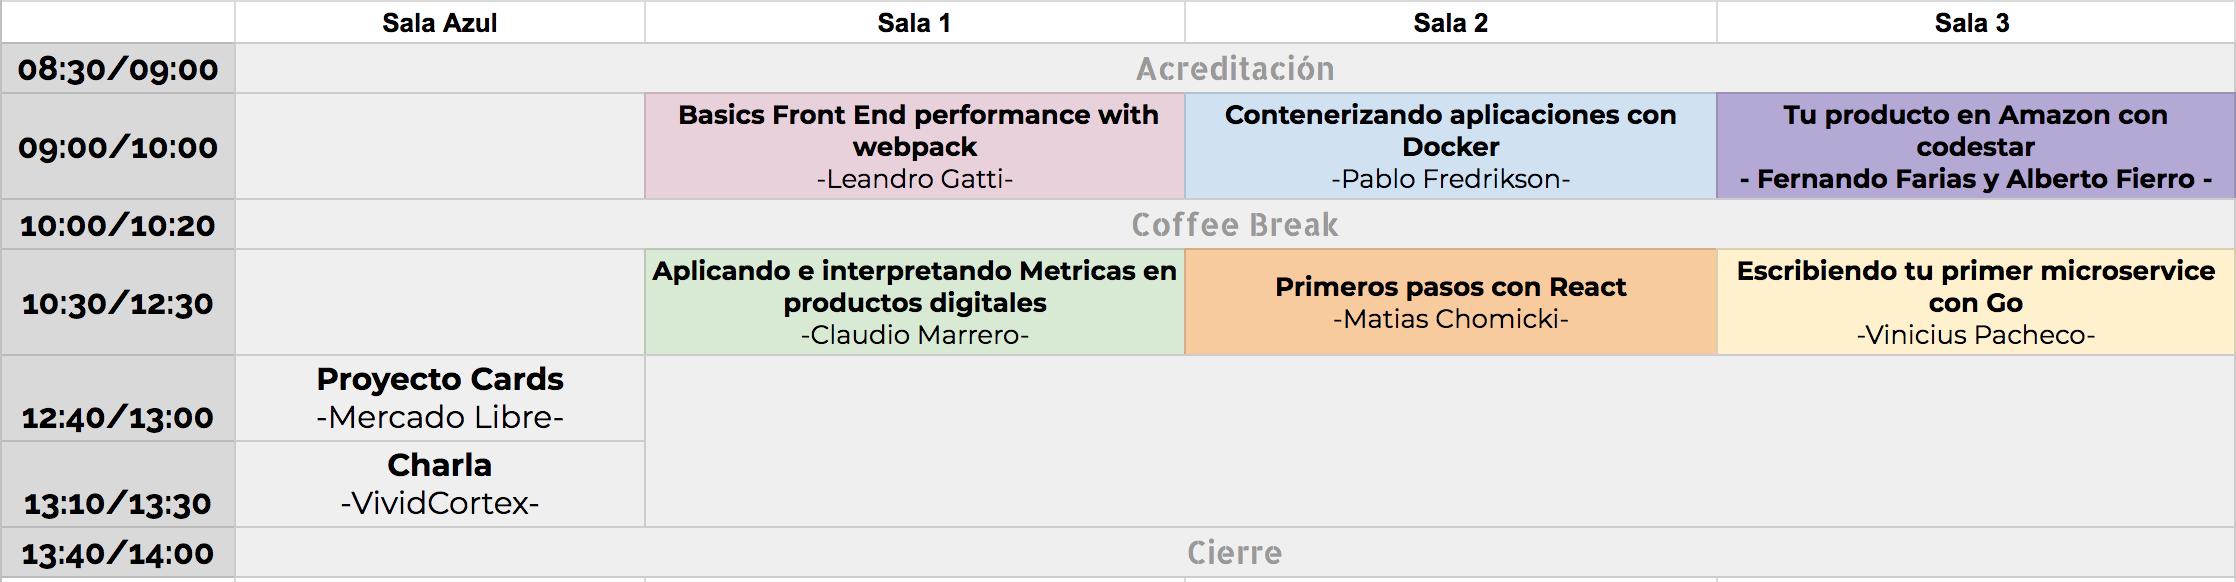 Sala Azul
Sala 1
Sala 2
Sala 3
08:30/09:00
Acreditación
09:00/10:00
Basics Front End performance with
webpack
-Leandro Gatti-
Contenerizando aplicaciones con
Docker
-Pablo Fredrikson-
Tu producto en Amazon con
codestar
- Fernando Farias y Alberto Fierro -
10:00/10:20
Coffee Break
10:30/12:30
Aplicando e interpretando Metricas en
productos digitales
-Claudio Marrero-
Primeros pasos con React
-Matias Chomicki-
Escribiendo tu primer microservice
con Go
-Vinicius Pacheco-
12:40/13:00
Proyecto Cards
-Mercado Libre-
13:10/13:30
Charla
-VividCortex-
13:40/14:00
Cierre